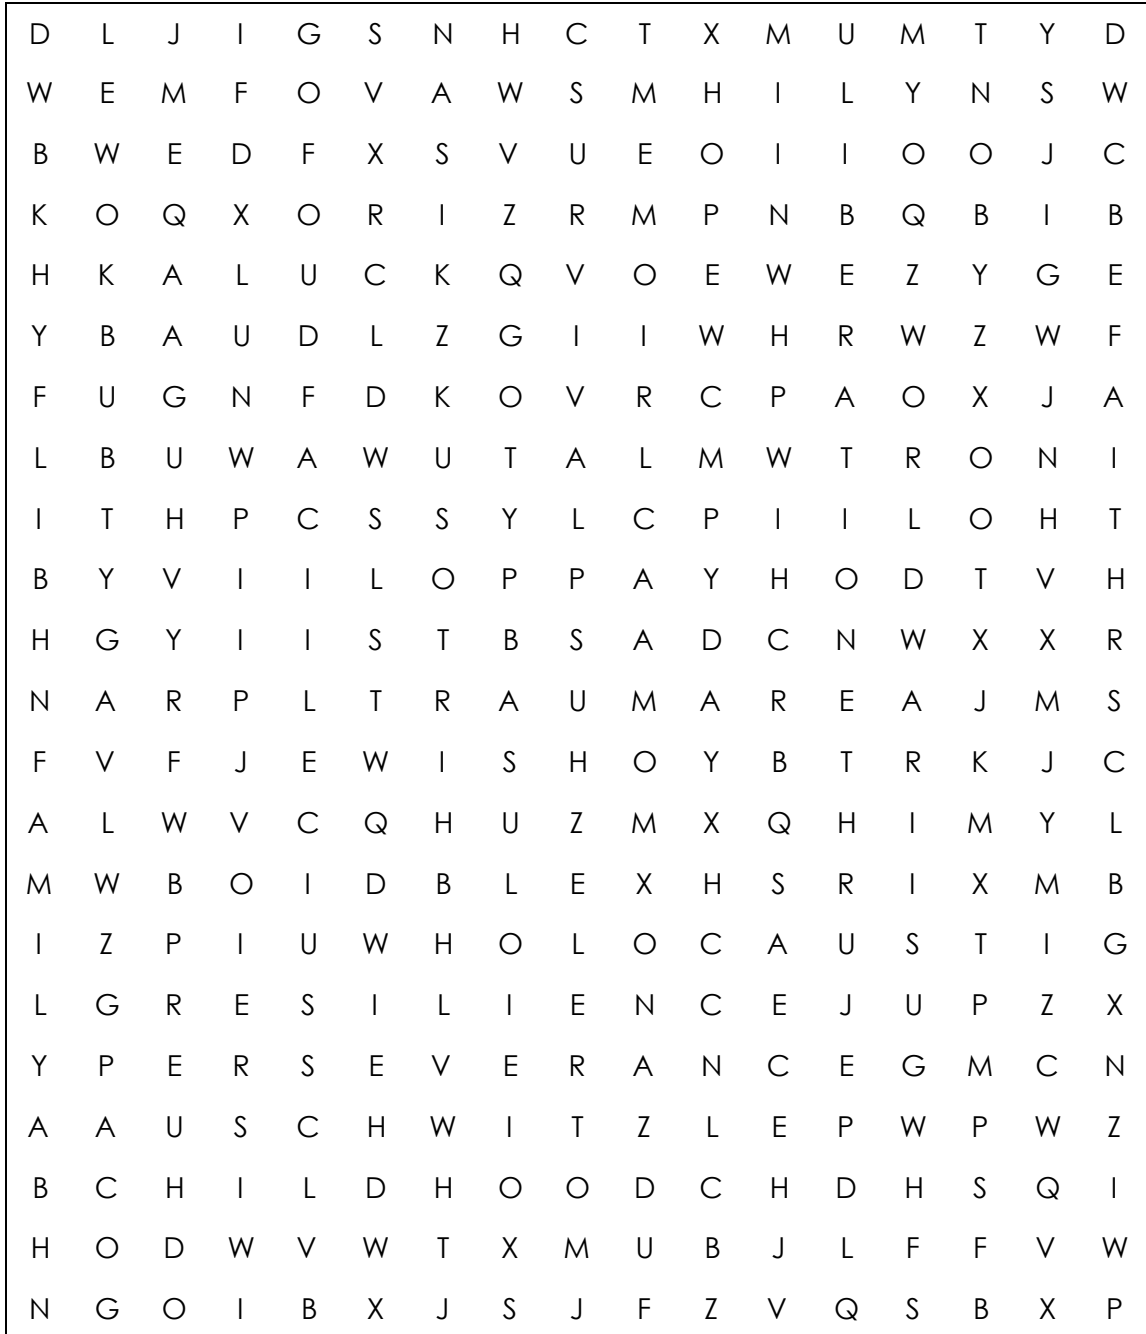 D L J I G S N H C T X M U M T Y D
W E M F O V A W S M H I L Y N S W
B W E D F X S V U E O I I O O J C
K O Q X O R I Z R M P N B Q B I B
H K A L U C K Q V O E W E Z Y G E
Y B A U D L Z G I I W H R W Z W F
F U G N F D K O V R C P A O X J A
L B U W A W U T A L M W T R O N I
I T H P C S S Y L C P I I L O H T
B Y V I I L O P P A Y H O D T V H
H G Y I I S T B S A D C N W X X R
N A R P L T R A U M A R E A J M S
F V F J E W I S H O Y B T R K J C
A L W V C Q H U Z M X Q H I M Y L
M W B O I D B L E X H S R I X M B
I Z P I U W H O L O C A U S T I G
L G R E S I L I E N C E J U P Z X
Y P E R S E V E R A N C E G M C N
A A U S C H W I T Z L E P W P W Z
B C H I L D H O O D C H D H S Q I
H O D W V W T X M U B J L F F V W
N G O I B X J S J F Z V Q S B X P